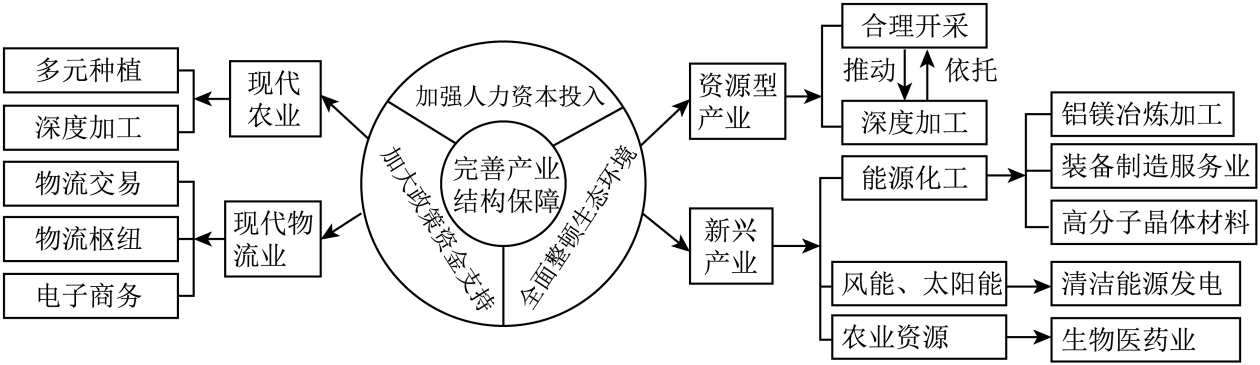 多元种植
深度加工
物流交易
物流枢纽
电子商务
现代
农业
现代物
流业
加强人力资本投入
加大政策资金支持
全面整顿生态环境
完善产业
结构保障
资源型
产业
新兴
产业
合理开采
推动
依托
深度加工
能源化工
风能、太阳能
农业资源
铝镁冶炼加工
装备制造服务业
高分子晶体材料
清洁能源发电
生物医药业